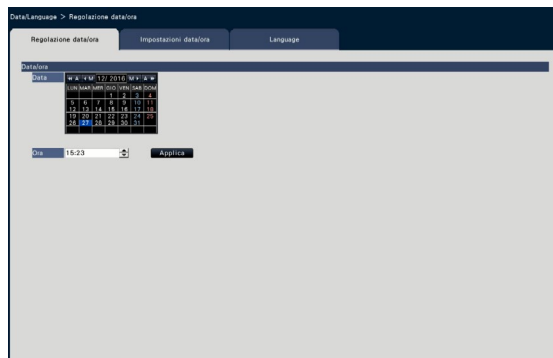 Data/Language > Regolazione data/ora
Regolazione data/ora Impostazioni data/ora Language
Data/ora
Data
◄◄ A ◄ M 12/ 2016 M ► A ►►
LUN MAR MER GIO VEN SAB DOM
1 2 3 4
5 6 7 8 9 10 11
12 13 14 15 16 17 18
19 20 21 22 23 24 25
26 27 28 29 30 31
Ora 15:23 Applica